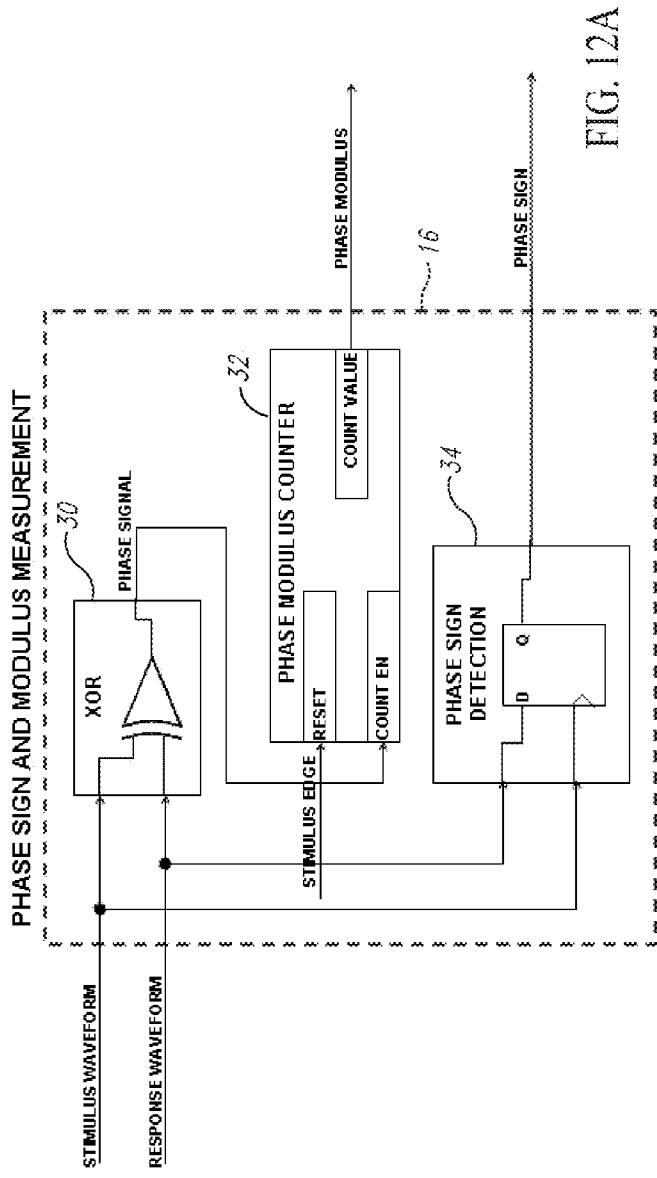 PHASE SIGN AND MODULUS MEASUREMENT
STIMULUS WAVEFORM
RESPONSE WAVEFORM
XOR
30
PHASE SIGNAL
STIMULUS EDGE
RESET
COUNT EN
PHASE MODULUS COUNTER
COUNT VALUE
32
PHASE MODULUS
PHASE SIGN
DETECTION
D
Q
34
16
PHASE SIGN
FIG. 12A